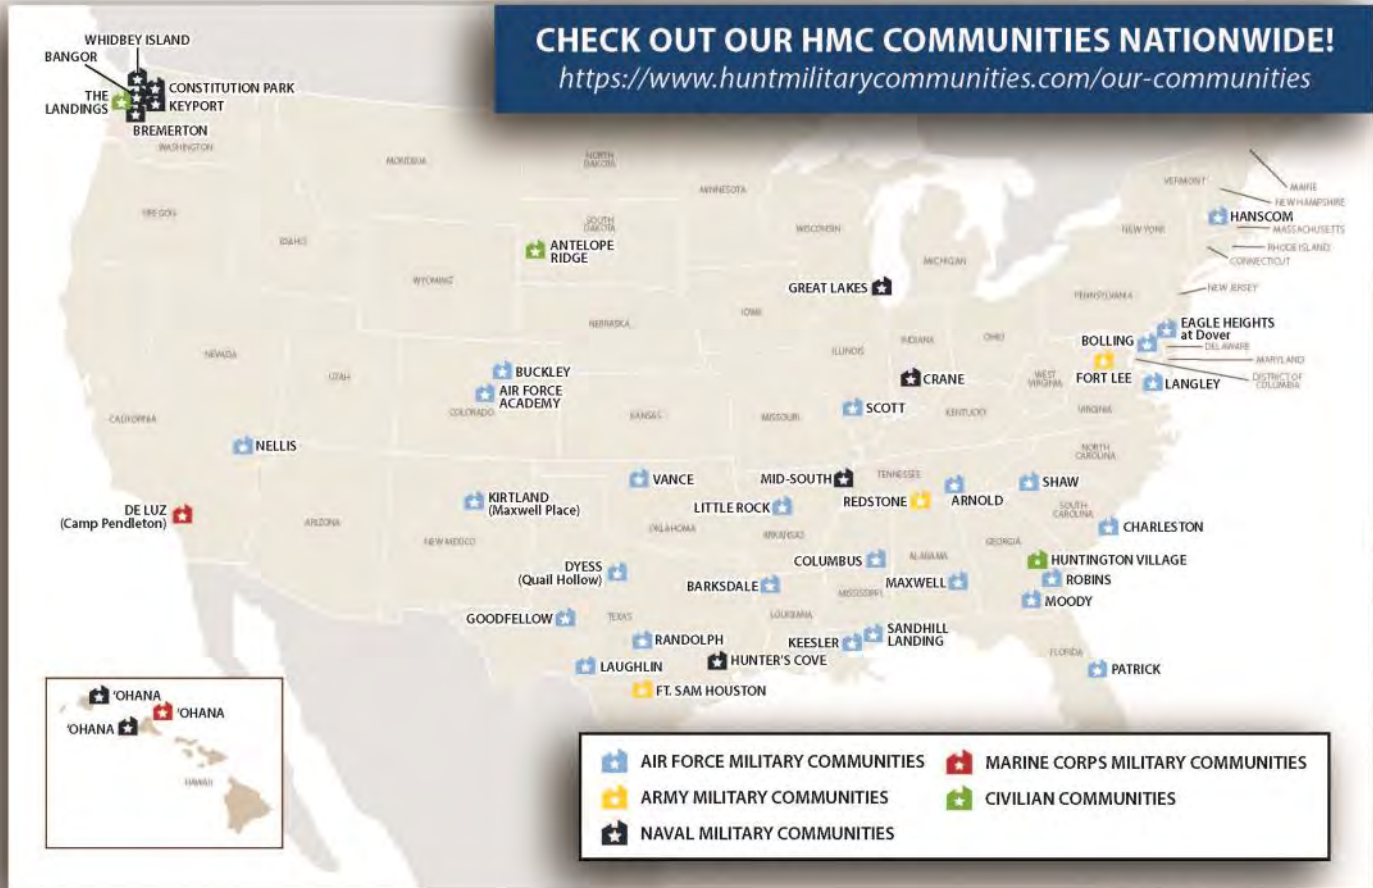 CHECK OUT OUR HMC COMMUNITIES NATIONWIDE!
https://www.huntmilitarycommunities.com/our-communities
WHIDBEY ISLAND
BANGOR
THE
LANDINGS
CONSTITUTION PARK
KEYPORT
BREMERTON
WASHINGTON
MONTANA
NORTH
DAKOTA
MINNESOTA
VERMONT
MAINE
NEW HAMPSHIRE
HANSCOM
MASSACHUSETTS
RHODE ISLAND
CONNECTICUT
NEW YORK
OREGON
IDAHO
SOUTH
DAKOTA
ANTELOPE
RIDGE
WISCONSIN
MICHIGAN
WYOMING
GREAT LAKES
PENNSYLVANIA
NEW JERSEY
IOWA
NEBRASKA
EAGLE HEIGHTS
at Dover
BOLLING
DELAWARE
MARYLAND
DISTRICT OF
COLUMBIA
NEVADA
UTAH
ILLINOIS
INDIANA
OHIO
BUCKLEY
AIR FORCE
ACADEMY
COLORADO
CRANE
WEST
VIRGINIA
FORT LEE
LANGLEY
CALIFORNIA
KANSAS
MISSOURI
SCOTT
KENTUCKY
VIRGINIA
NELLIS
NORTH
CAROLINA
VANCE
MID-SOUTH
TENNESSEE
SHAW
DE LUZ
(Camp Pendleton)
ARIZONA
KIRTLAND
(Maxwell Place)
NEW MEXICO
LITTLE ROCK
REDSTONE
ARNOLD
SOUTH
CAROLINA
OKLAHOMA
ARKANSAS
CHARLESTON
GEORGIA
DYESS
(Quail Hollow)
COLUMBUS
ALABAMA
HUNTINGTON VILLAGE
BARKSDALE
MAXWELL
ROBINS
MISSISSIPPI
MOODY
GOODFELLOW
TEXAS
LOUISIANA
RANDOLPH
KEESLER
SANDHILL
LANDING
LAUGHLIN
HUNTER'S COVE
FLORIDA
PATRICK
FT. SAM HOUSTON
'OHANA
'OHANA
'OHANA
HAWAII
AIR FORCE MILITARY COMMUNITIES
ARMY MILITARY COMMUNITIES
NAVAL MILITARY COMMUNITIES
MARINE CORPS MILITARY COMMUNITIES
CIVILIAN COMMUNITIES